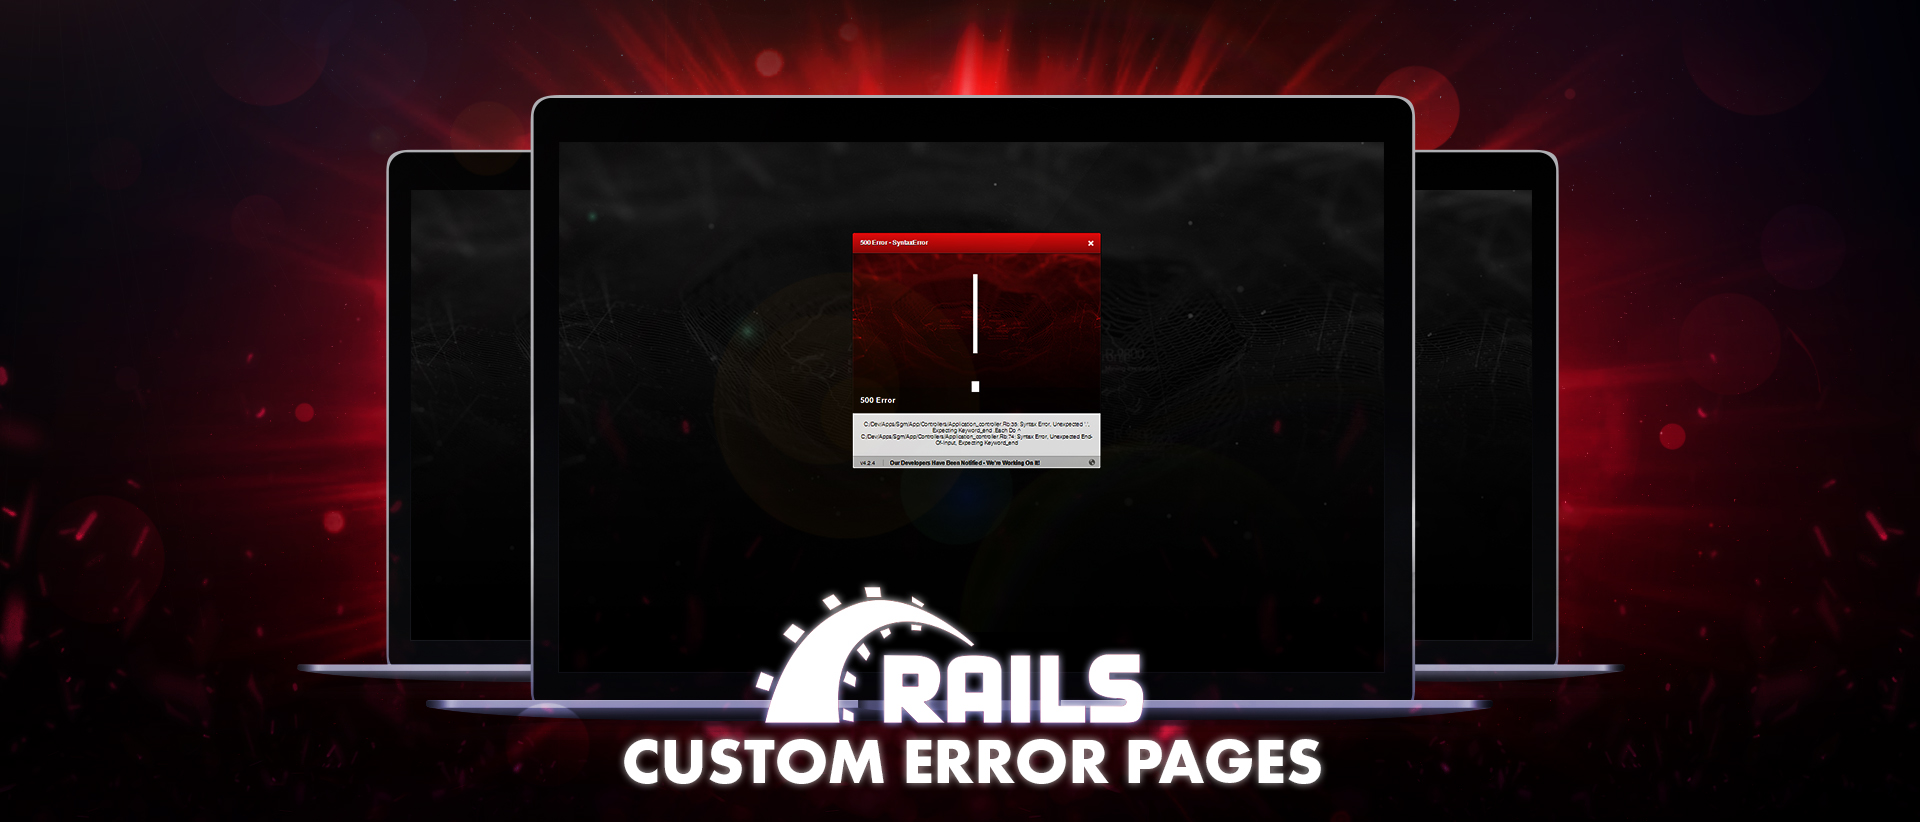 500 Error - SyntaxError
500 Error
C:/Dev/Apps/Sgm/App/Controllers/Application_controller.Rb:35: Syntax Error, Unexpected '.',
Expecting Keyword_end .Each Do ^
C:/Dev/Apps/Sgm/App/Controllers/Application_controller.Rb:74: Syntax Error, Unexpected End-
Of-Input, Expecting Keyword_end
v4.2.4 Our Developers Have Been Notified - We're Working On It!
RAILS
CUSTOM ERROR PAGES